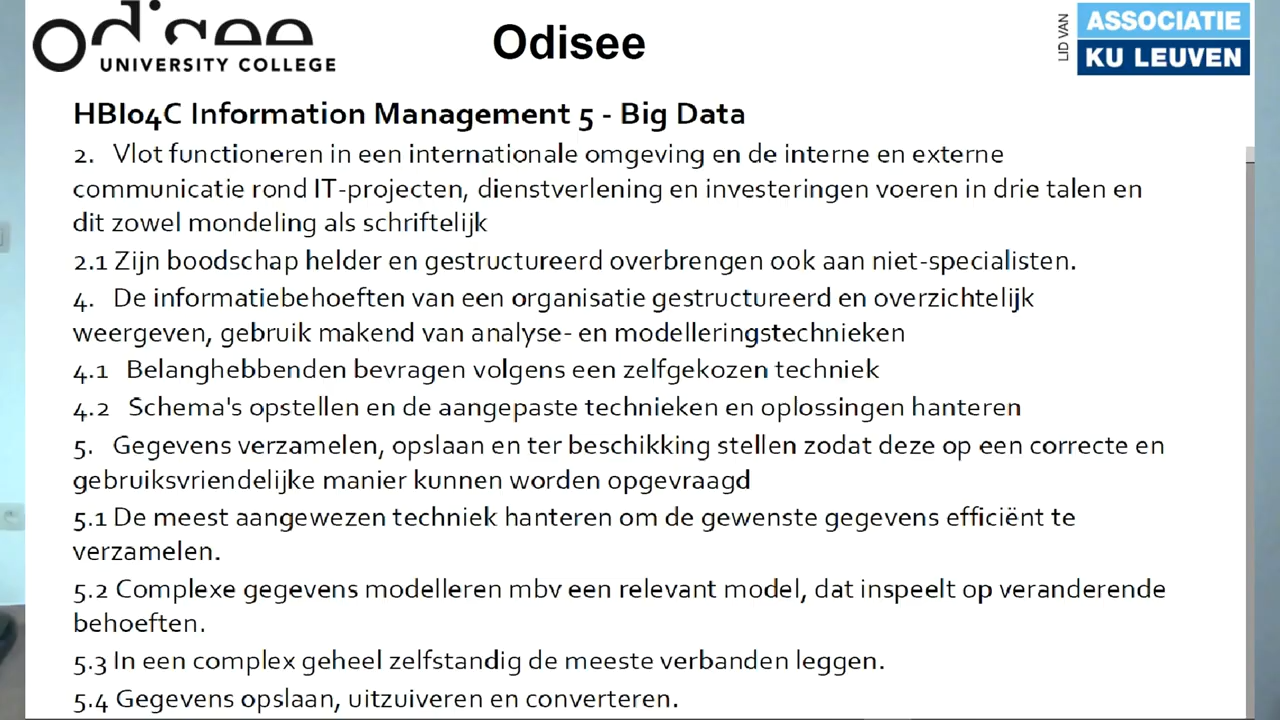 odisee
UNIVERSITY COLLEGE
Odisee
LID VAN
ASSOCIATIE
KU LEUVEN
HBI04C Information Management 5 - Big Data
2. Vlot functioneren in een internationale omgeving en de interne en externe
communicatie rond IT-projecten, dienstverlening en investeringen voeren in drie talen en
dit zowel mondeling als schriftelijk
2.1 Zijn boodschap helder en gestructureerd overbrengen ook aan niet-specialisten.
4. De informatiebehoeften van een organisatie gestructureerd en overzichtelijk
weergeven, gebruik makend van analyse- en modelleringstechnieken
4.1 Belanghebbenden bevragen volgens een zelfgekozen techniek
4.2 Schema's opstellen en de aangepaste technieken en oplossingen hanteren
5. Gegevens verzamelen, opslaan en ter beschikking stellen zodat deze op een correcte en
gebruiksvriendelijke manier kunnen worden opgevraagd
5.1 De meest aangewezen techniek hanteren om de gewenste gegevens efficiënt te
verzamelen.
5.2 Complexe gegevens modelleren mbv een relevant model, dat inspeelt op veranderende
behoeften.
5.3 In een complex geheel zelfstandig de meeste verbanden leggen.
5.4 Gegevens opslaan, uitzuiveren en converteren.